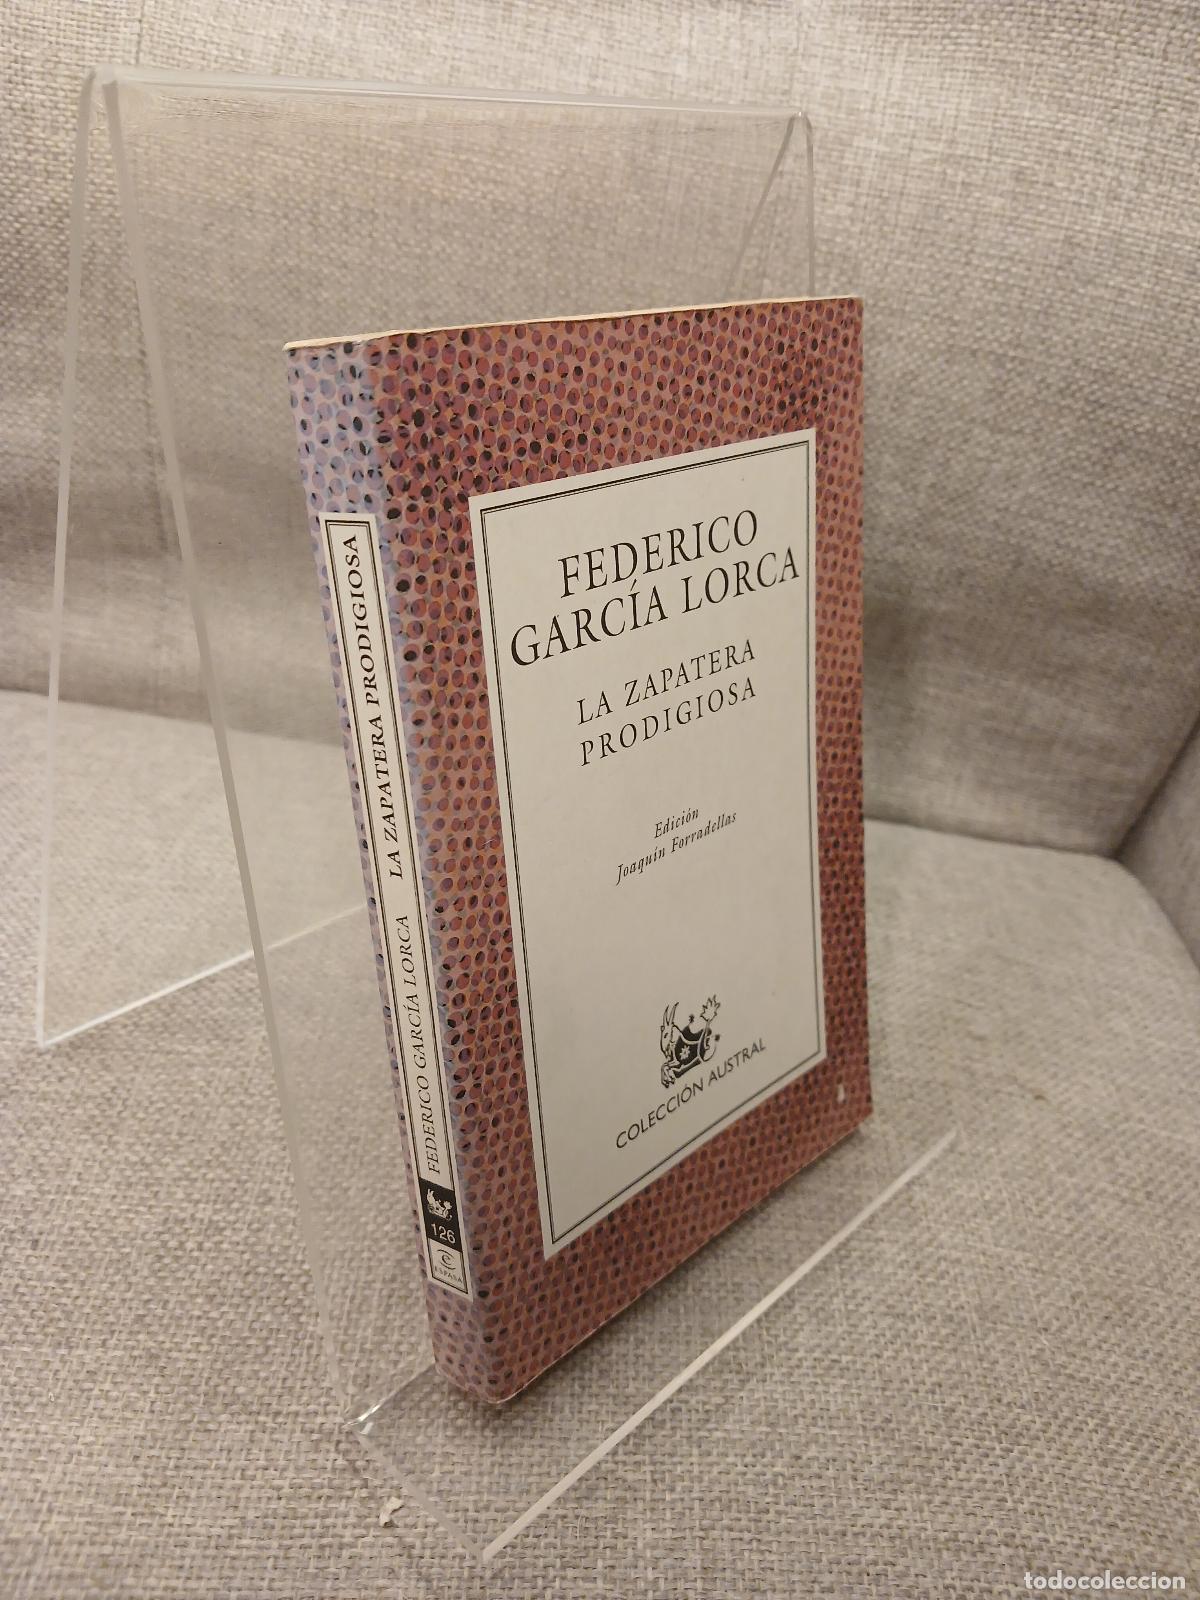 FEDERICO
GARCÍA LORCA
LA ZAPATERA
PRODIGIOSA
Edición
Joaquín Forradellas
COLECCIÓN AUSTRAL
FEDERICO GARCÍA LORCA LA ZAPATERA PRODIGIOSA
126
ESPASA
todocoleccion